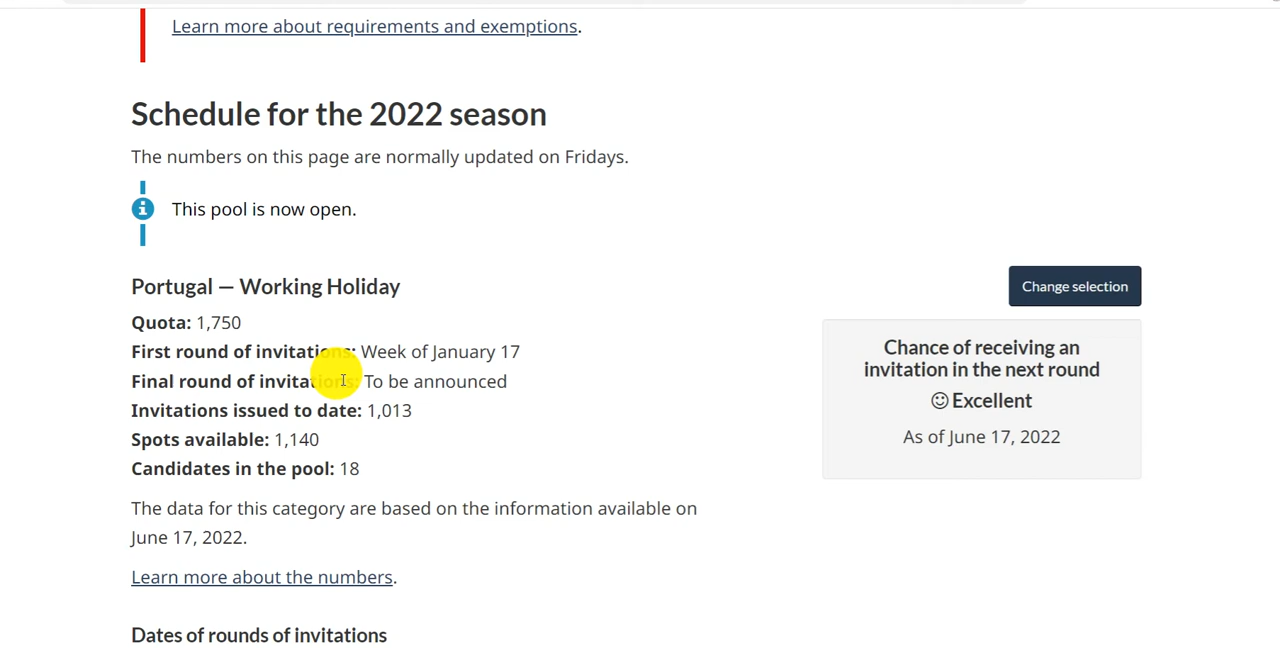 Learn more about requirements and exemptions.
Schedule for the 2022 season
The numbers on this page are normally updated on Fridays.
This pool is now open.
Portugal — Working Holiday
Change selection
Quota: 1,750
First round of invitations: Week of January 17
Final round of invitations: To be announced
Invitations issued to date: 1,013
Spots available: 1,140
Candidates in the pool: 18
Chance of receiving an
invitation in the next round
Excellent
As of June 17, 2022
The data for this category are based on the information available on
June 17, 2022.
Learn more about the numbers.
Dates of rounds of invitations